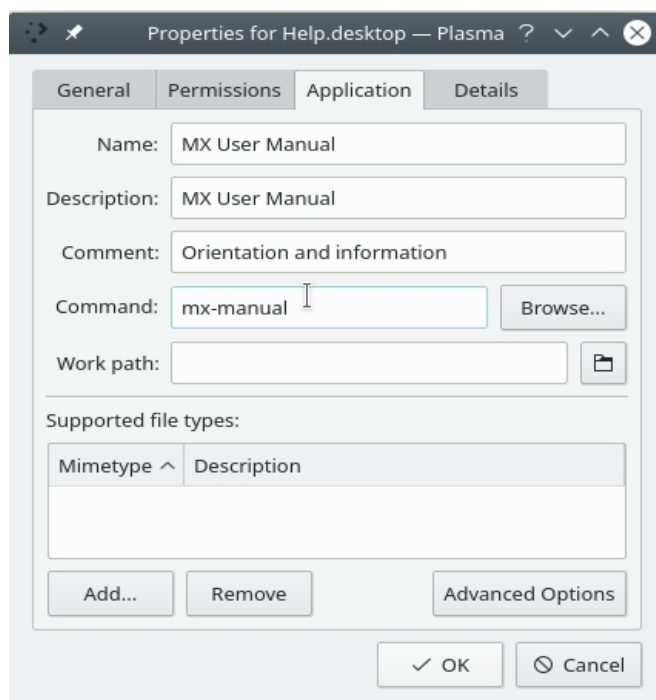 Properties for Help.desktop — Plasma ?
General Permissions Application Details
Name: MX User Manual
Description: MX User Manual
Comment: Orientation and information
Command: mx-manual Browse...
Work path:
Supported file types:
Mimetype Description
Add... Remove Advanced Options
OK Cancel